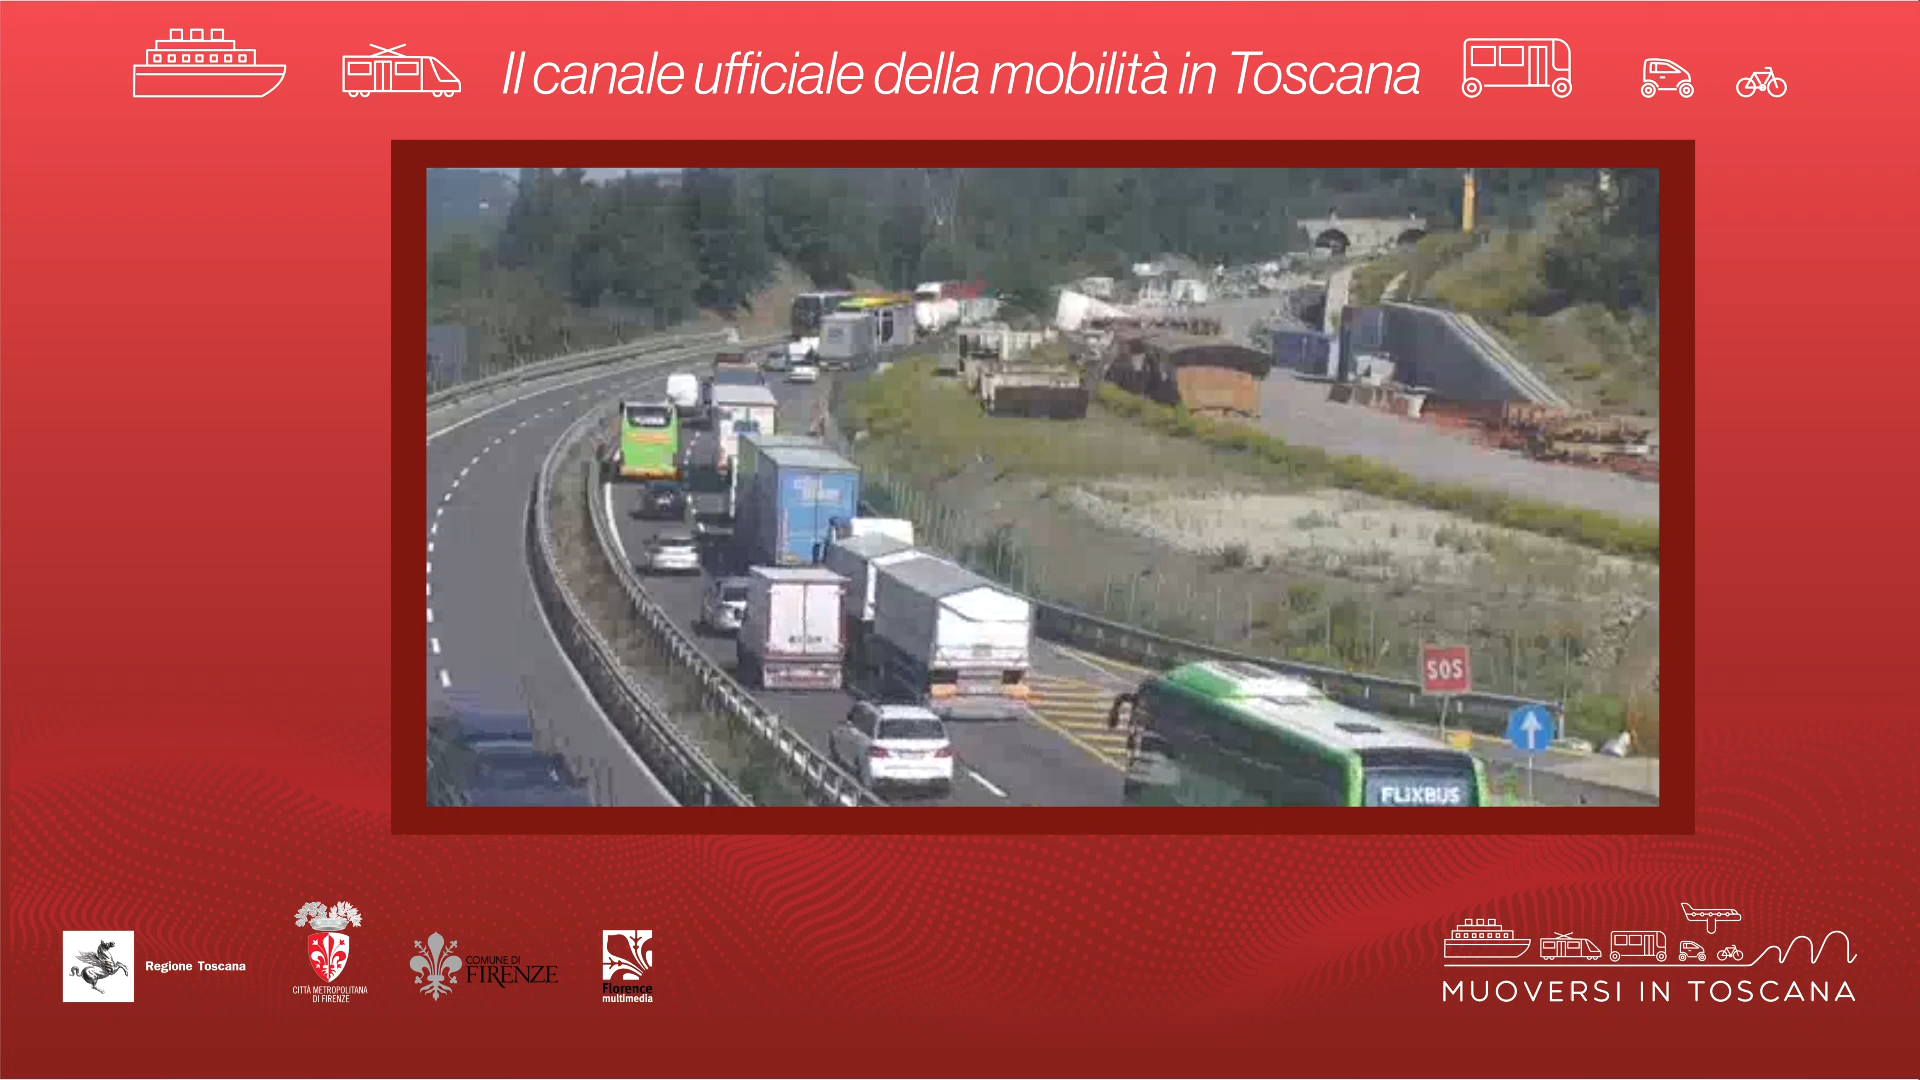 Il canale ufficiale della mobilità in Toscana
SOS
FLiXBUS
Regione Toscana
CITTÀ METROPOLITANA
DI FIRENZE
COMUNE DI
FIRENZE
Florence
multimedia
MUOVERSI IN TOSCANA